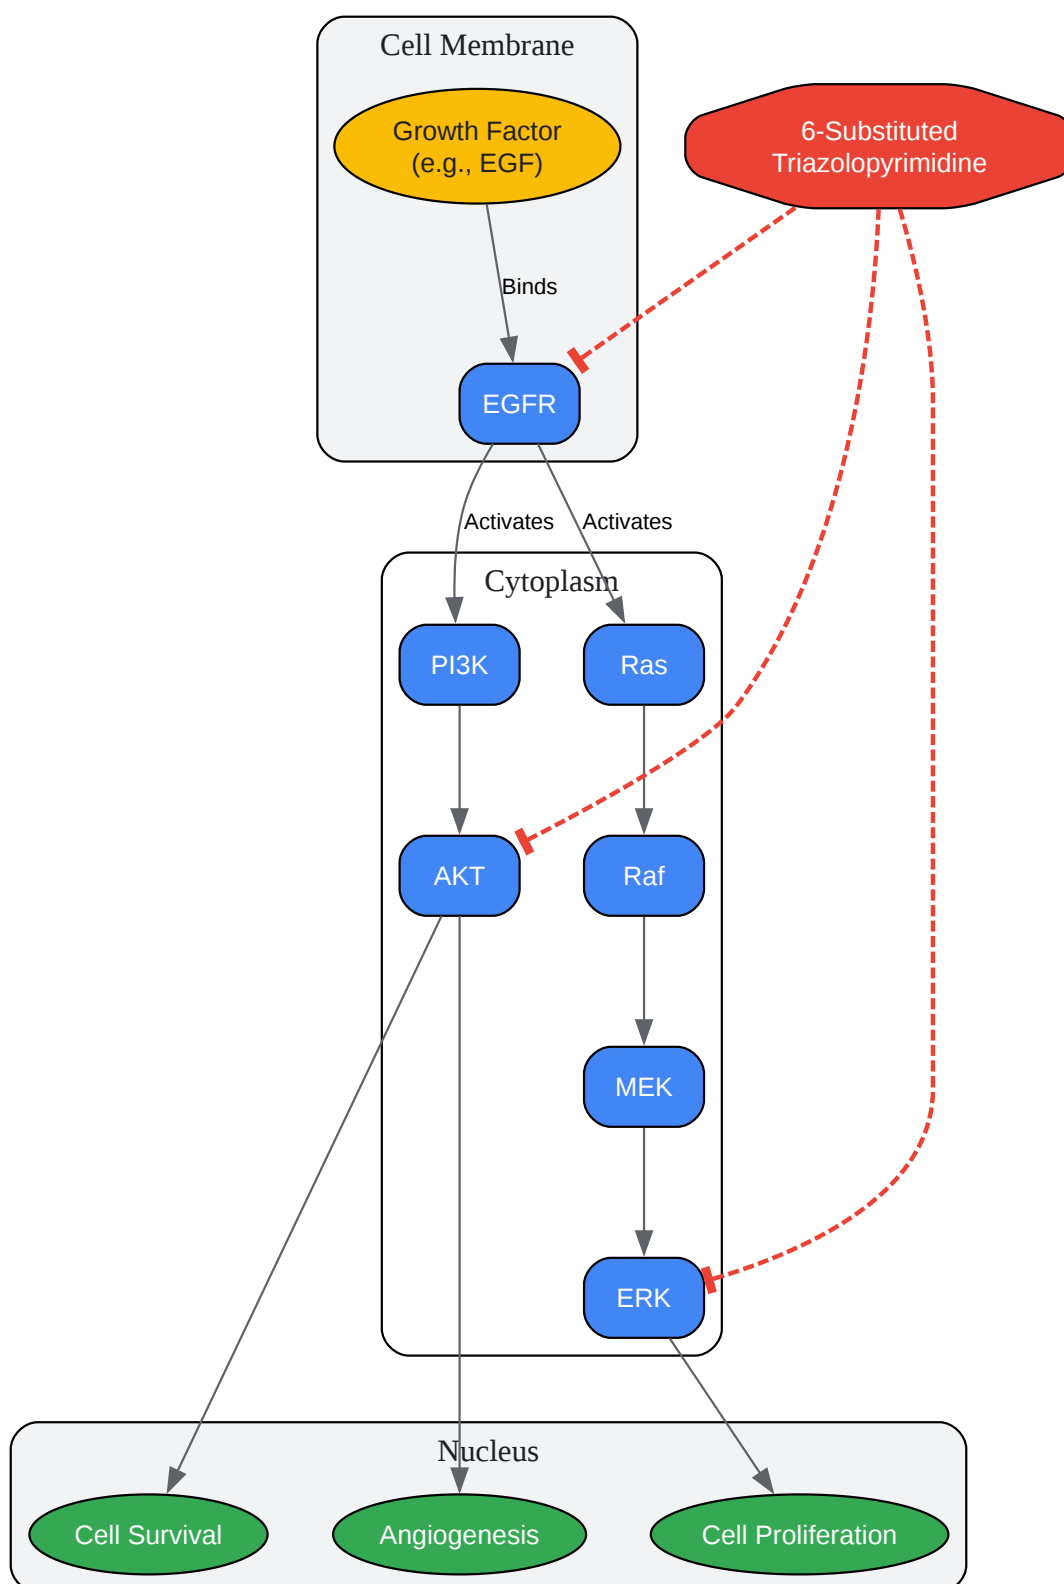 Cell Membrane
Growth Factor
(e.g., EGF)
6-Substituted
Triazolopyrimidine
Binds
EGFR
Activates
Activates
Cytoplasm
PI3K
Ras
AKT
Raf
MEK
ERK
Nucleus
Cell Survival
Angiogenesis
Cell Proliferation